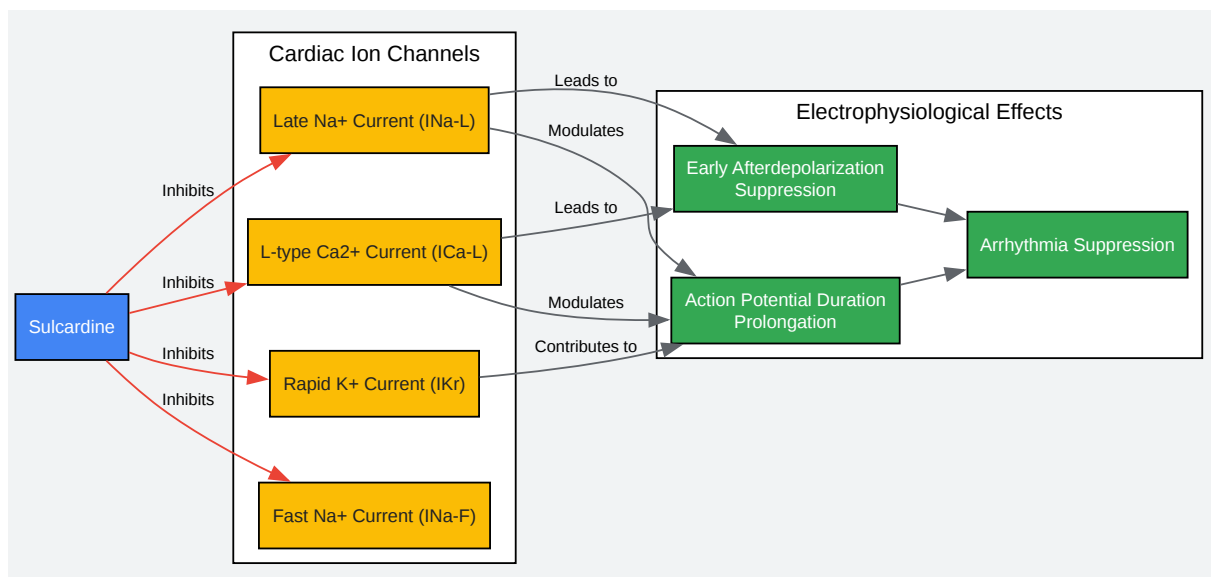 Cardiac Ion Channels
Late Na+ Current (INa-L)
L-type Ca2+ Current (ICa-L)
Rapid K+ Current (IKr)
Fast Na+ Current (INa-F)
Sulcardine
Inhibits
Inhibits
Inhibits
Inhibits
Leads to
Modulates
Leads to
Modulates
Contributes to
Electrophysiological Effects
Early Afterdepolarization
Suppression
Action Potential Duration
Prolongation
Arrhythmia Suppression